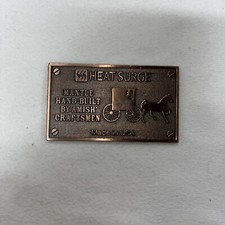 HEAT SURGE
MANTLE
HAND BUILT
BY AMISH
CRAFTSMEN